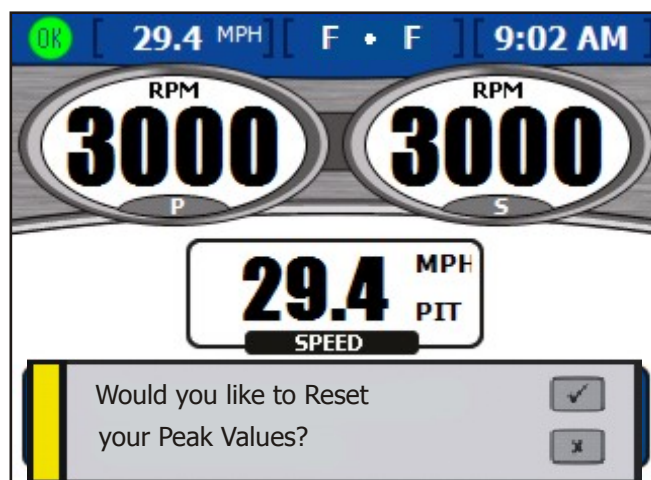 OK [ 29.4 MPH ] [ F • F ] [ 9:02 AM ]
RPM RPM
3000 3000
P S
29.4 MPH
PIT
SPEED
Would you like to Reset
your Peak Values?